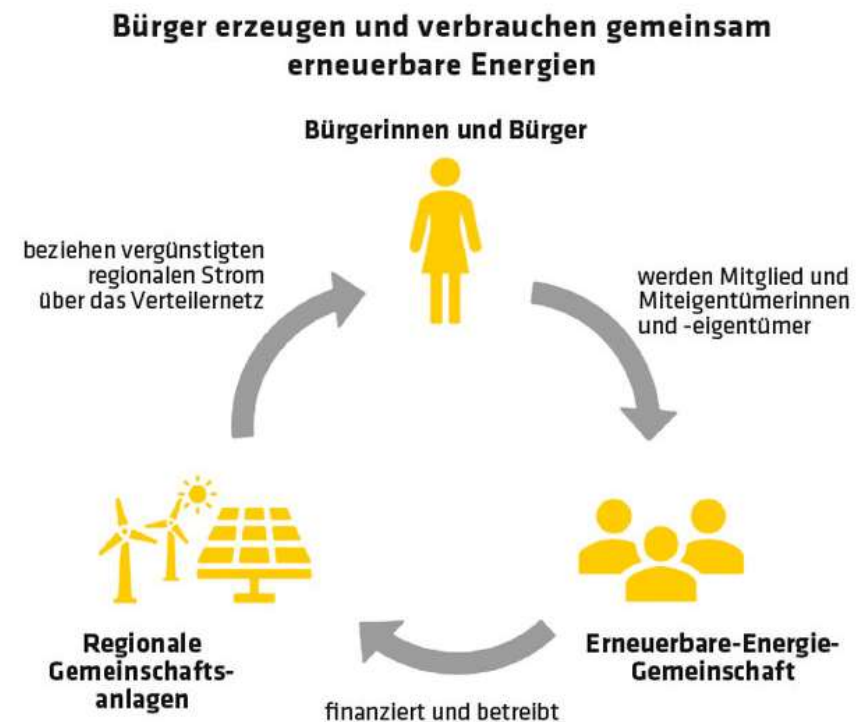 Bürger erzeugen und verbrauchen gemeinsam
erneuerbare Energien
Bürgerinnen und Bürger
beziehen vergünstigten
regionalen Strom
über das Verteilernetz
werden Mitglied und
Miteigentümerinnen
und -eigentümer
Regionale
Gemeinschafts-
anlagen
Erneuerbare-Energie-
Gemeinschaft
finanziert und betreibt